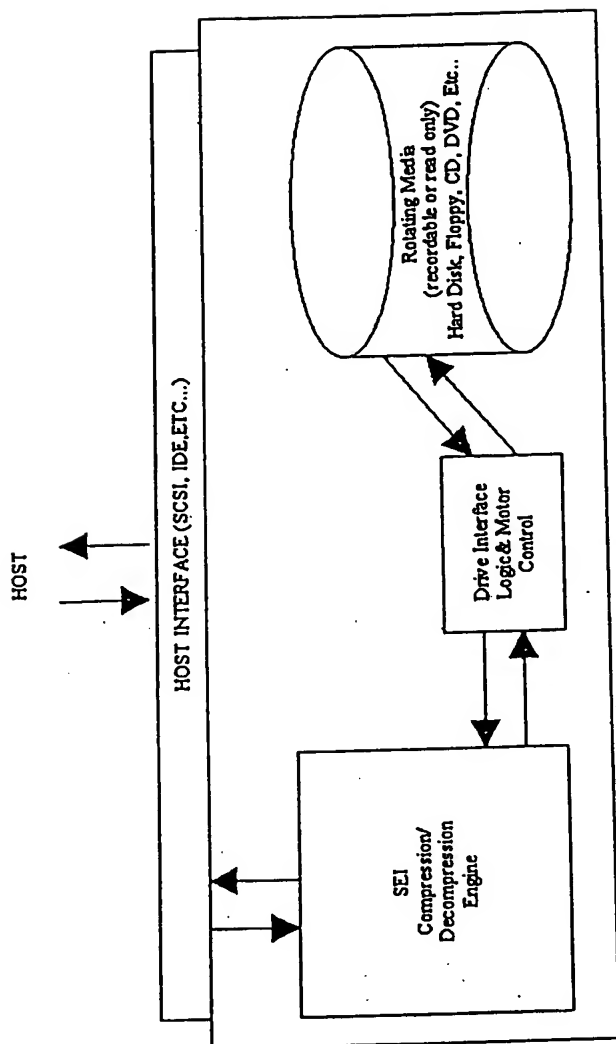 HOST
HOST INTERFACE (SCSI, IDE,ETC...)
SEI
Compression/
Decompression
Engine
Drive Interface
Logic & Motor
Control
Rotating Media
(recordable or read only)
Hard Disk, Floppy, CD, DVD, Etc..